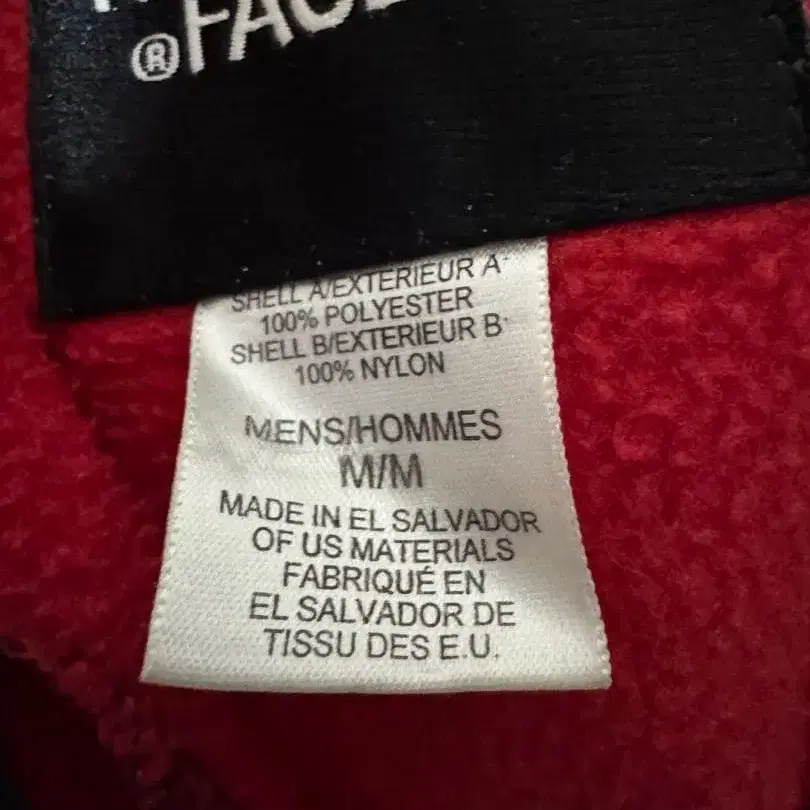 ®FACE
SHELL A/EXTERIEUR A:
100% POLYESTER
SHELL B/EXTERIEUR B:
100% NYLON
MENS/HOMMES
M/M
MADE IN EL SALVADOR
OF US MATERIALS
FABRIQUÉ EN
EL SALVADOR DE
TISSU DES E.U.